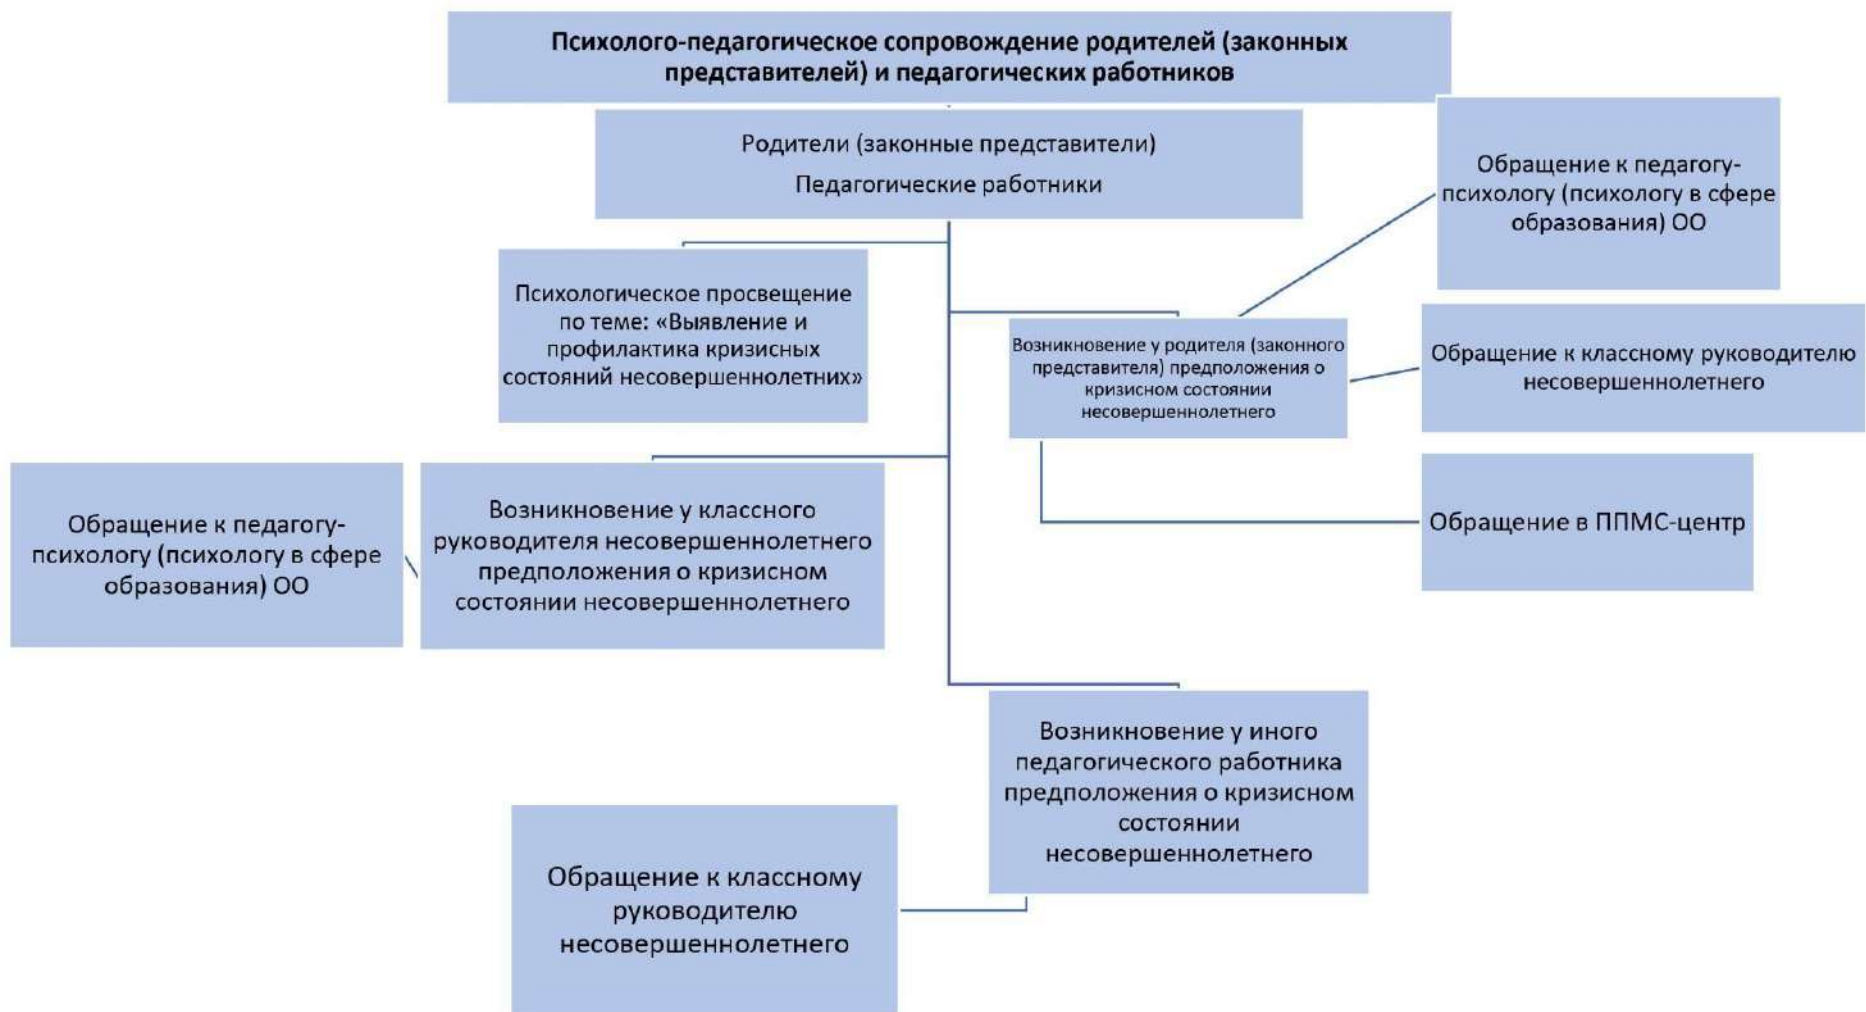 Психолого-педагогическое сопровождение родителей (законных
представителей) и педагогических работников
Родители (законные представители)
Педагогические работники
Обращение к педагогу-
психологу (психологу в сфере
образования) ОО
Психологическое просвещение
по теме: «Выявление и
профилактика кризисных
состояний несовершеннолетних»
Возникновение у родителя (законного
представителя) предположения о
кризисном состоянии
несовершеннолетнего
Обращение к классному руководителю
несовершеннолетнего
Обращение в ППМС-центр
Обращение к педагогу-
психологу (психологу в сфере
образования) ОО
Возникновение у классного
руководителя несовершеннолетнего
предположения о кризисном
состоянии несовершеннолетнего
Возникновение у иного
педагогического работника
предположения о кризисном
состоянии
несовершеннолетнего
Обращение к классному
руководителю
несовершеннолетнего